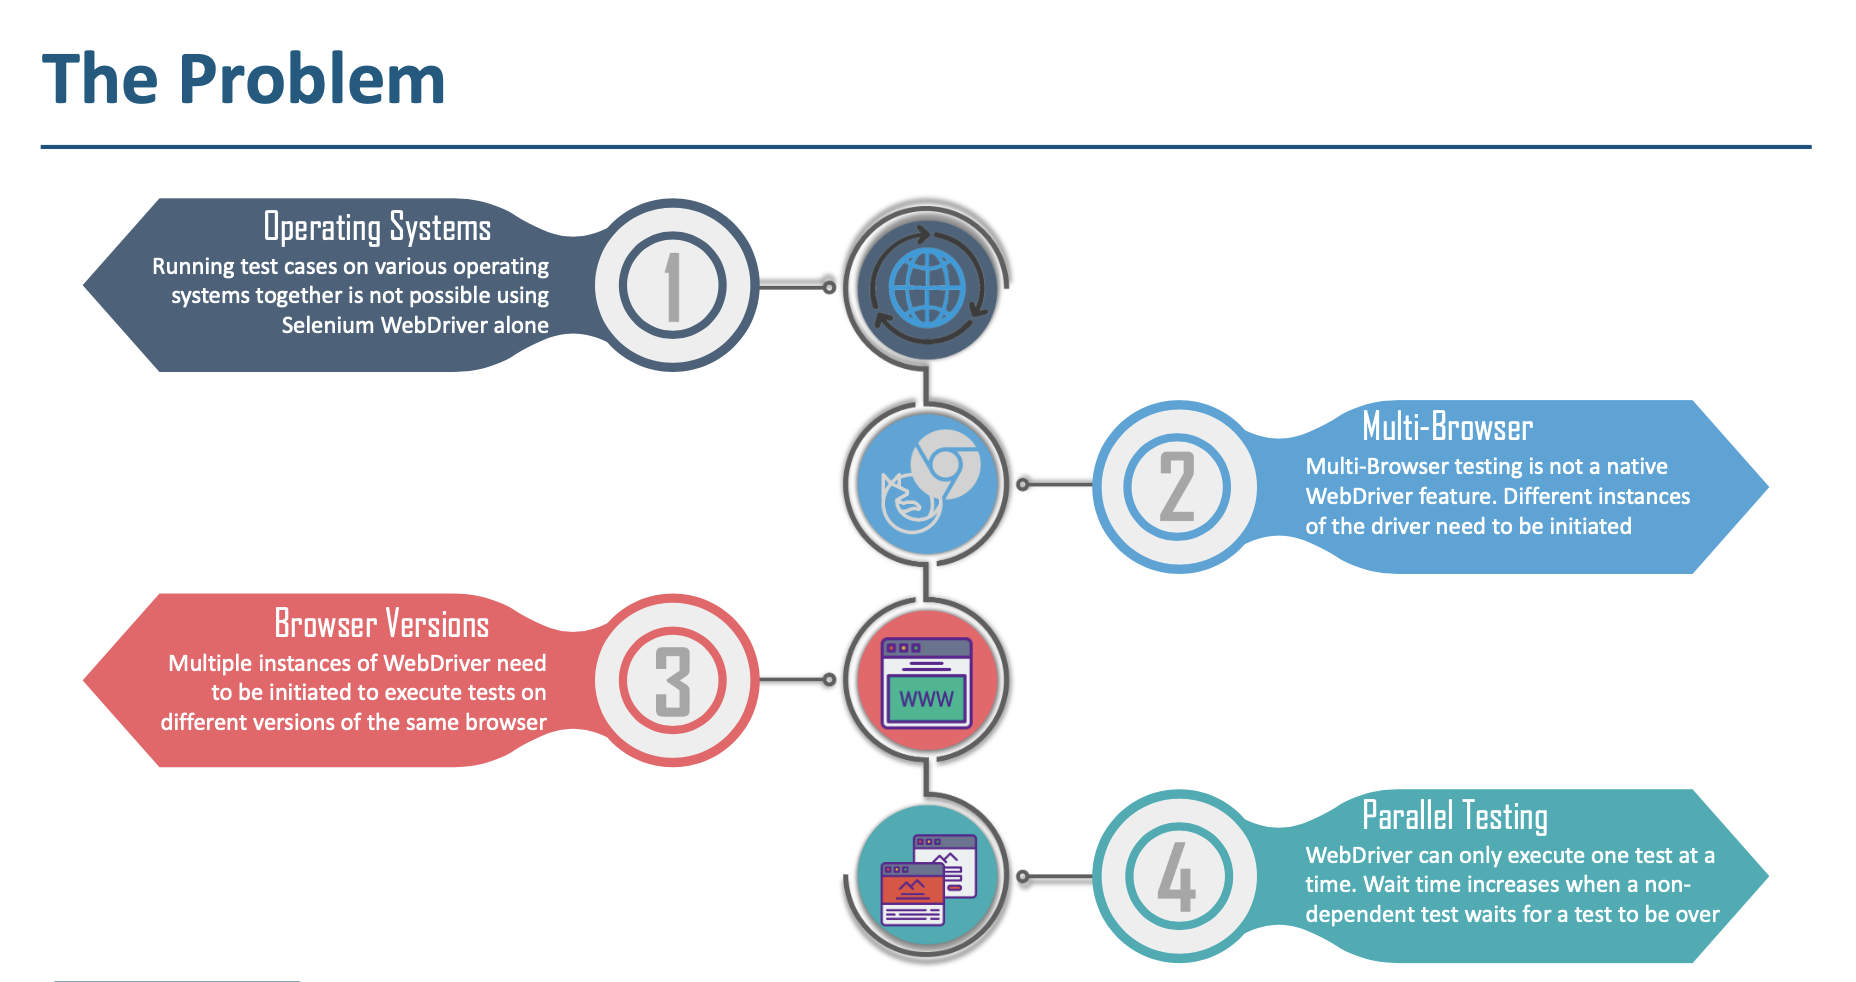 The Problem
Operating Systems
Running test cases on various operating
systems together is not possible using
Selenium WebDriver alone
1
2
Multi-Browser
Multi-Browser testing is not a native
WebDriver feature. Different instances
of the driver need to be initiated
Browser Versions
Multiple instances of WebDriver need
to be initiated to execute tests on
different versions of the same browser
3
WWW
4
Parallel Testing
WebDriver can only execute one test at a
time. Wait time increases when a non-
dependent test waits for a test to be over